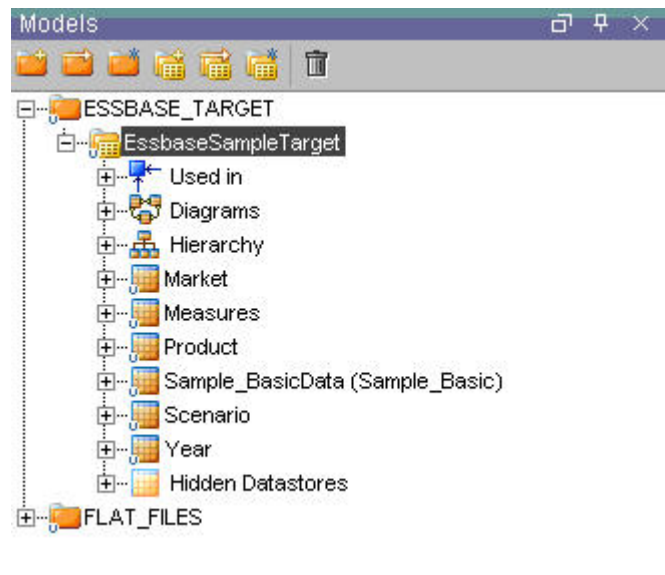 Models
ESSBASE_TARGET
EssbaseSampleTarget
Used in
Diagrams
Hierarchy
Market
Measures
Product
Sample_BasicData (Sample_Basic)
Scenario
Year
Hidden Datastores
FLAT_FILES